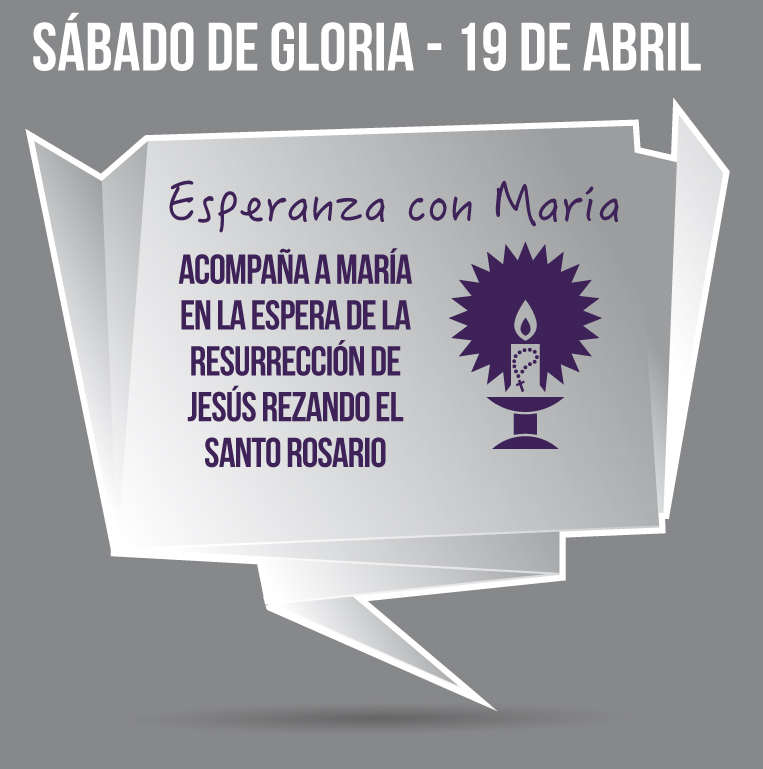 SÁBADO DE GLORIA - 19 DE ABRIL
Esperanza con María
ACOMPAÑA A MARÍA
EN LA ESPERA DE LA
RESURRECCIÓN DE
JESÚS REZANDO EL
SANTO ROSARIO